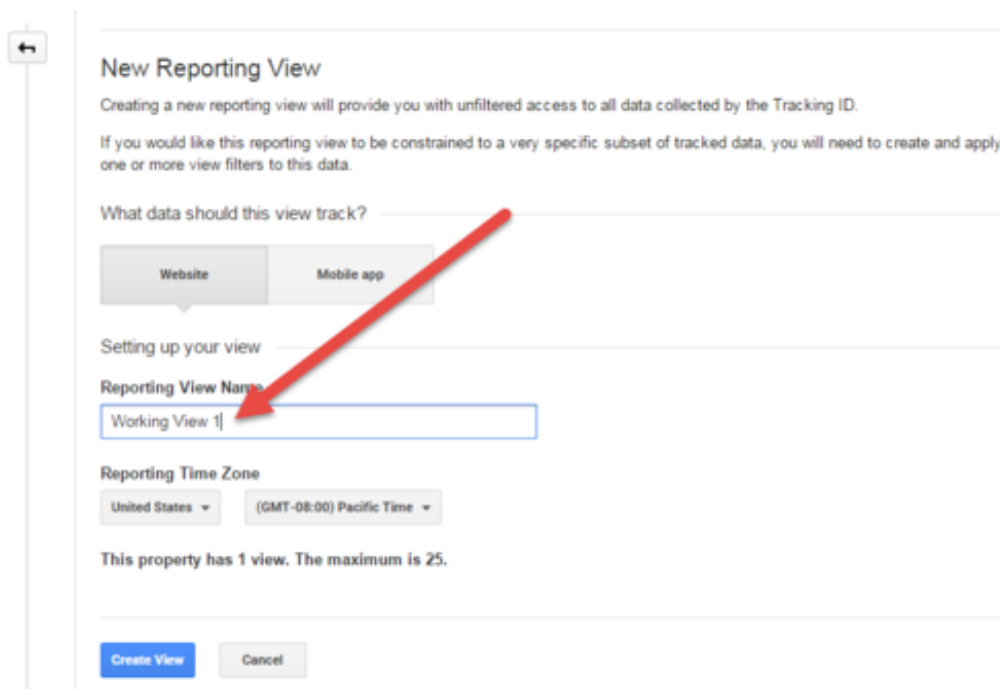 New Reporting View
Creating a new reporting view will provide you with unfiltered access to all data collected by the Tracking ID.
If you would like this reporting view to be constrained to a very specific subset of tracked data, you will need to create and apply
one or more view filters to this data.
What data should this view track?
Website Mobile app
Setting up your view
Reporting View Name
Working View 1
Reporting Time Zone
United States (GMT-08:00) Pacific Time
This property has 1 view. The maximum is 25.
Create View Cancel